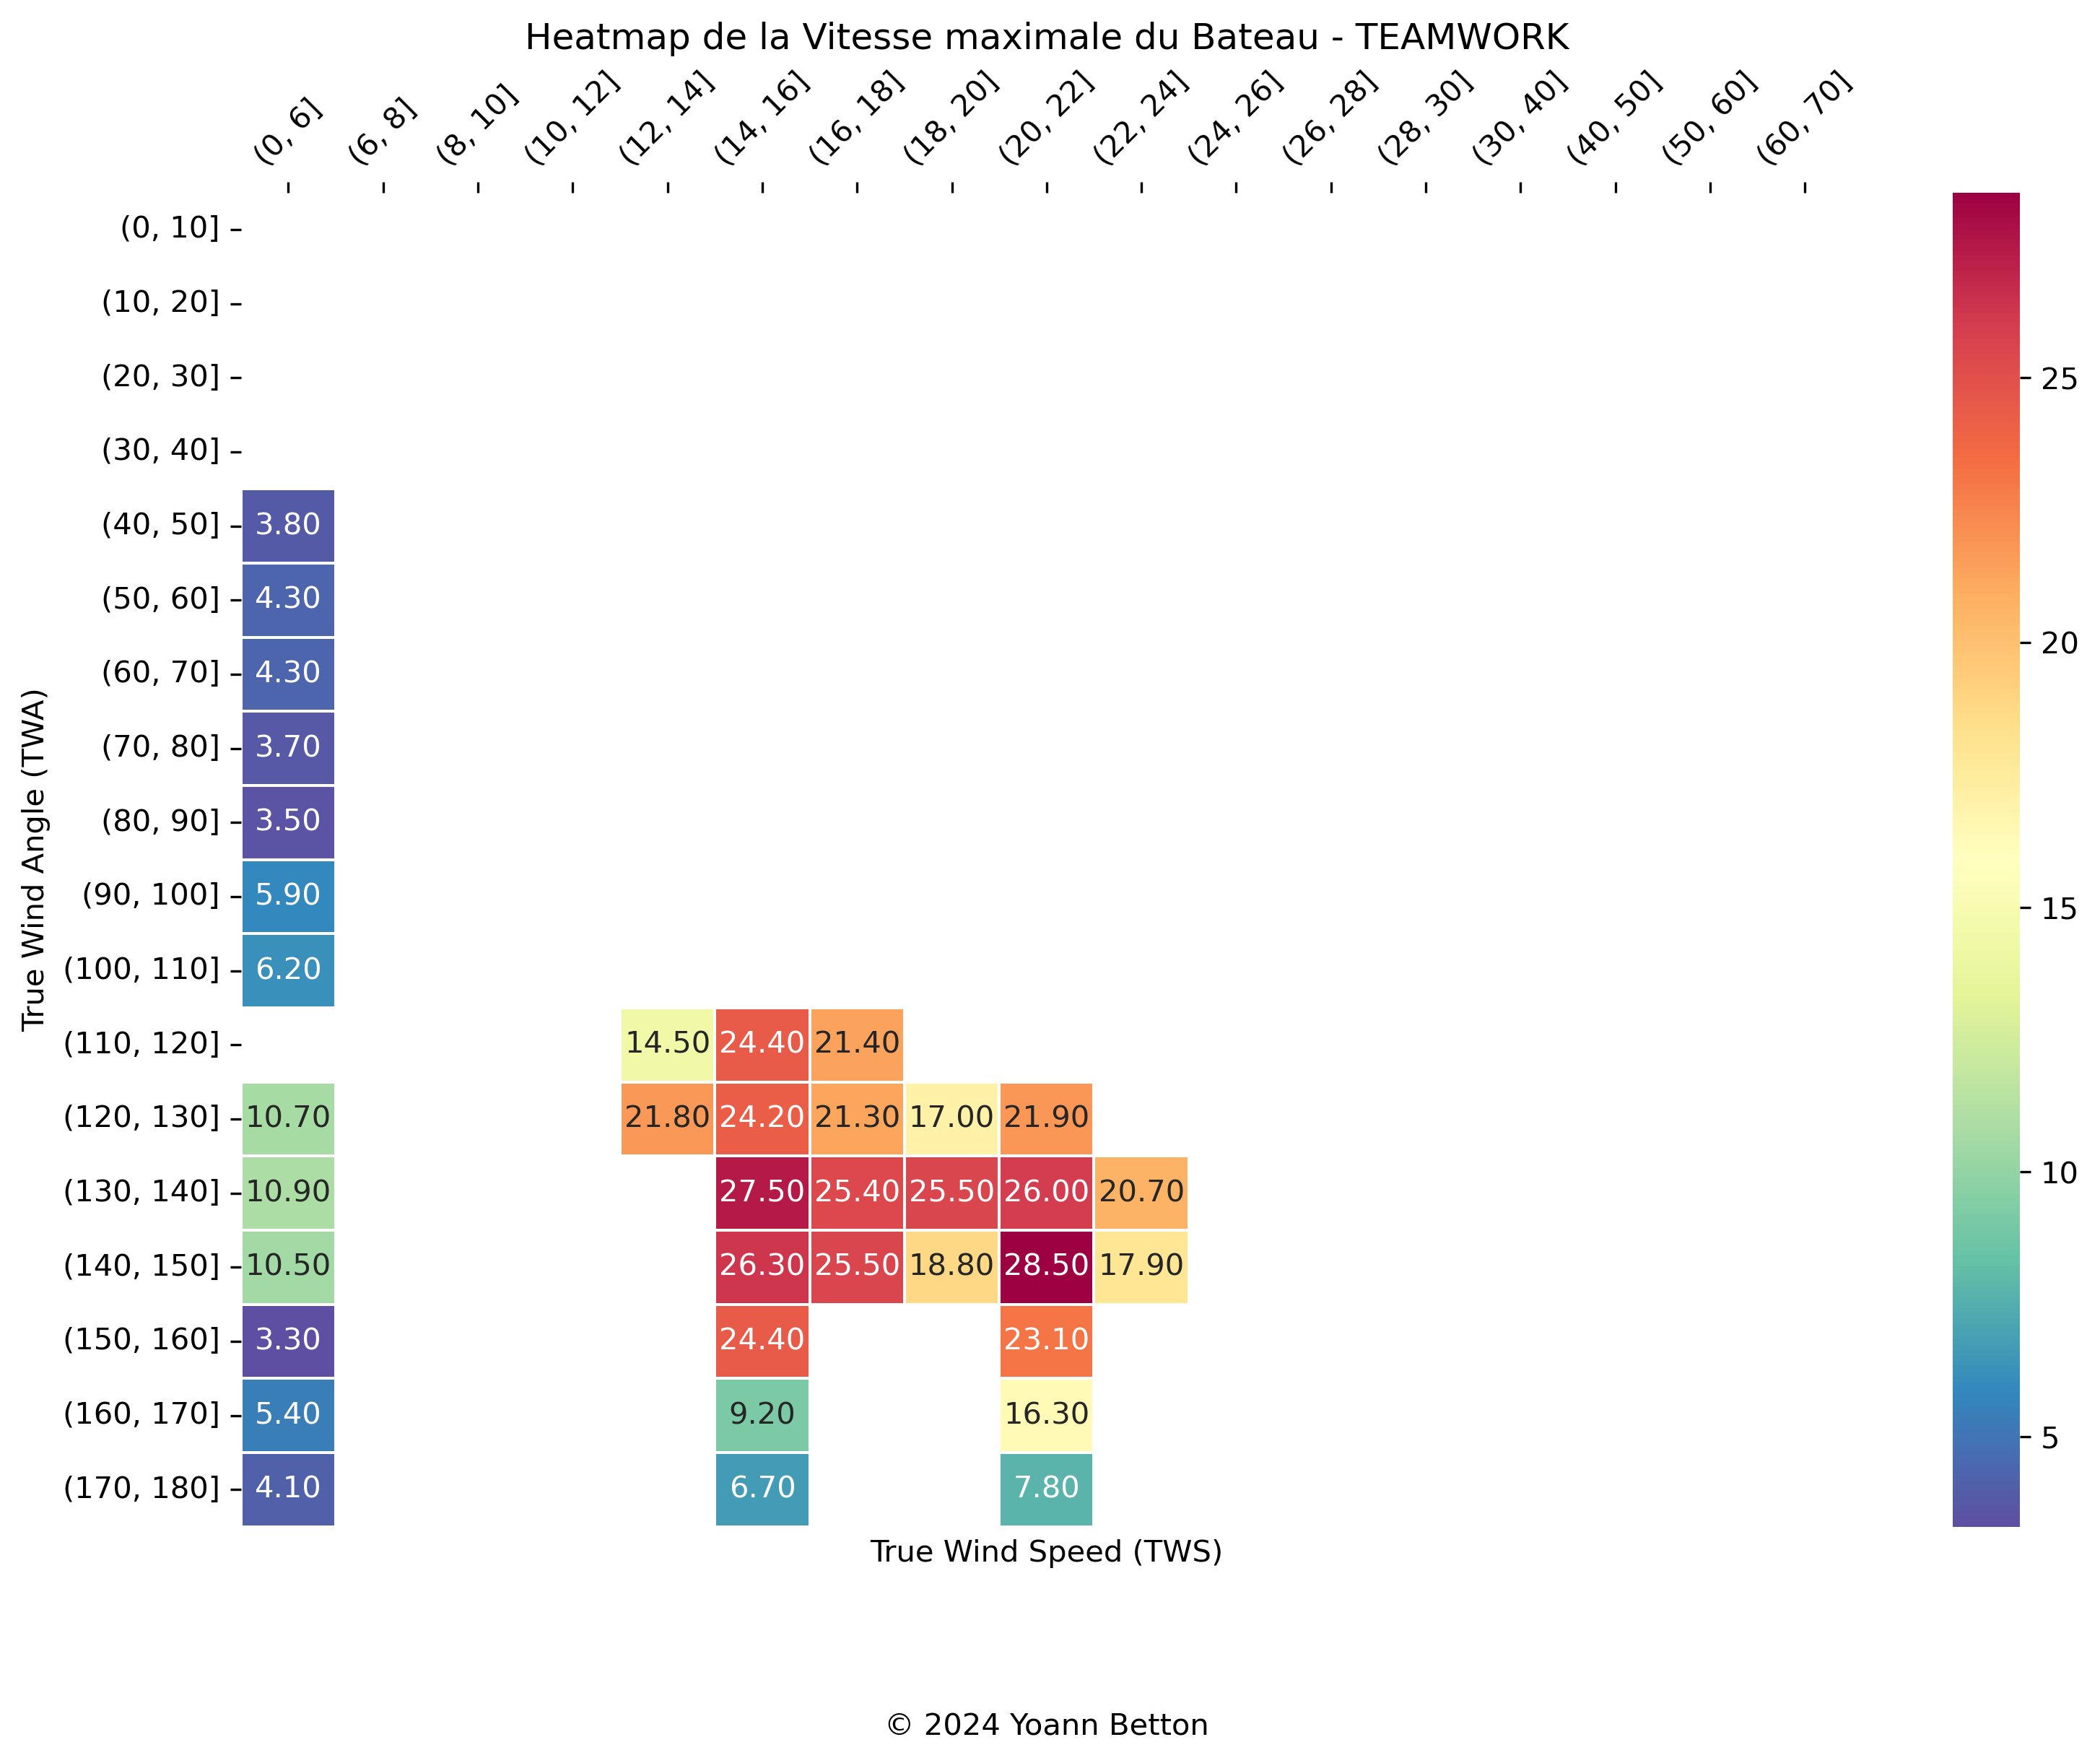 Heatmap de la Vitesse maximale du Bateau - TEAMWORK
(0, 6] (6, 8] (8, 10] (10, 12] (12, 14] (14, 16] (16, 18] (18, 20] (20, 22] (22, 24] (24, 26] (26, 28] (28, 30] (30, 40] (40, 50] (50, 60] (60, 70]
True Wind Angle (TWA)
(0, 10]
(10, 20]
(20, 30]
(30, 40]
(40, 50] 3.80
(50, 60] 4.30
(60, 70] 4.30
(70, 80] 3.70
(80, 90] 3.50
(90, 100] 5.90
(100, 110] 6.20
(110, 120] 14.50 24.40 21.40
(120, 130] 10.70 21.80 24.20 21.30 17.00 21.90
(130, 140] 10.90 27.50 25.40 25.50 26.00 20.70
(140, 150] 10.50 26.30 25.50 18.80 28.50 17.90
(150, 160] 3.30 24.40 23.10
(160, 170] 5.40 9.20 16.30
(170, 180] 4.10 6.70 7.80
True Wind Speed (TWS)
25
20
15
10
5
© 2024 Yoann Betton